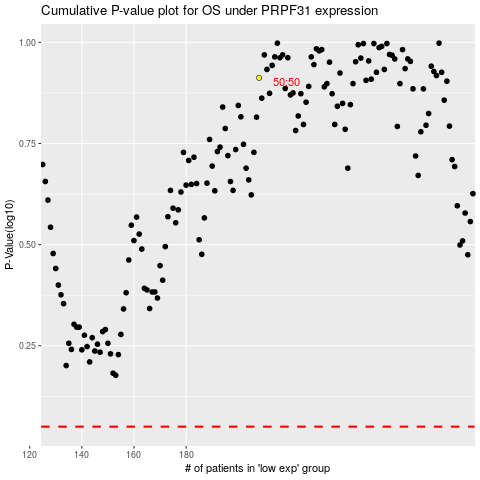 Cumulative P-value plot for OS under PRPF31 expression
1.00
50:50
0.75
P-Value(log10)
0.50
0.25
120 140 160 180
# of patients in 'low exp' group